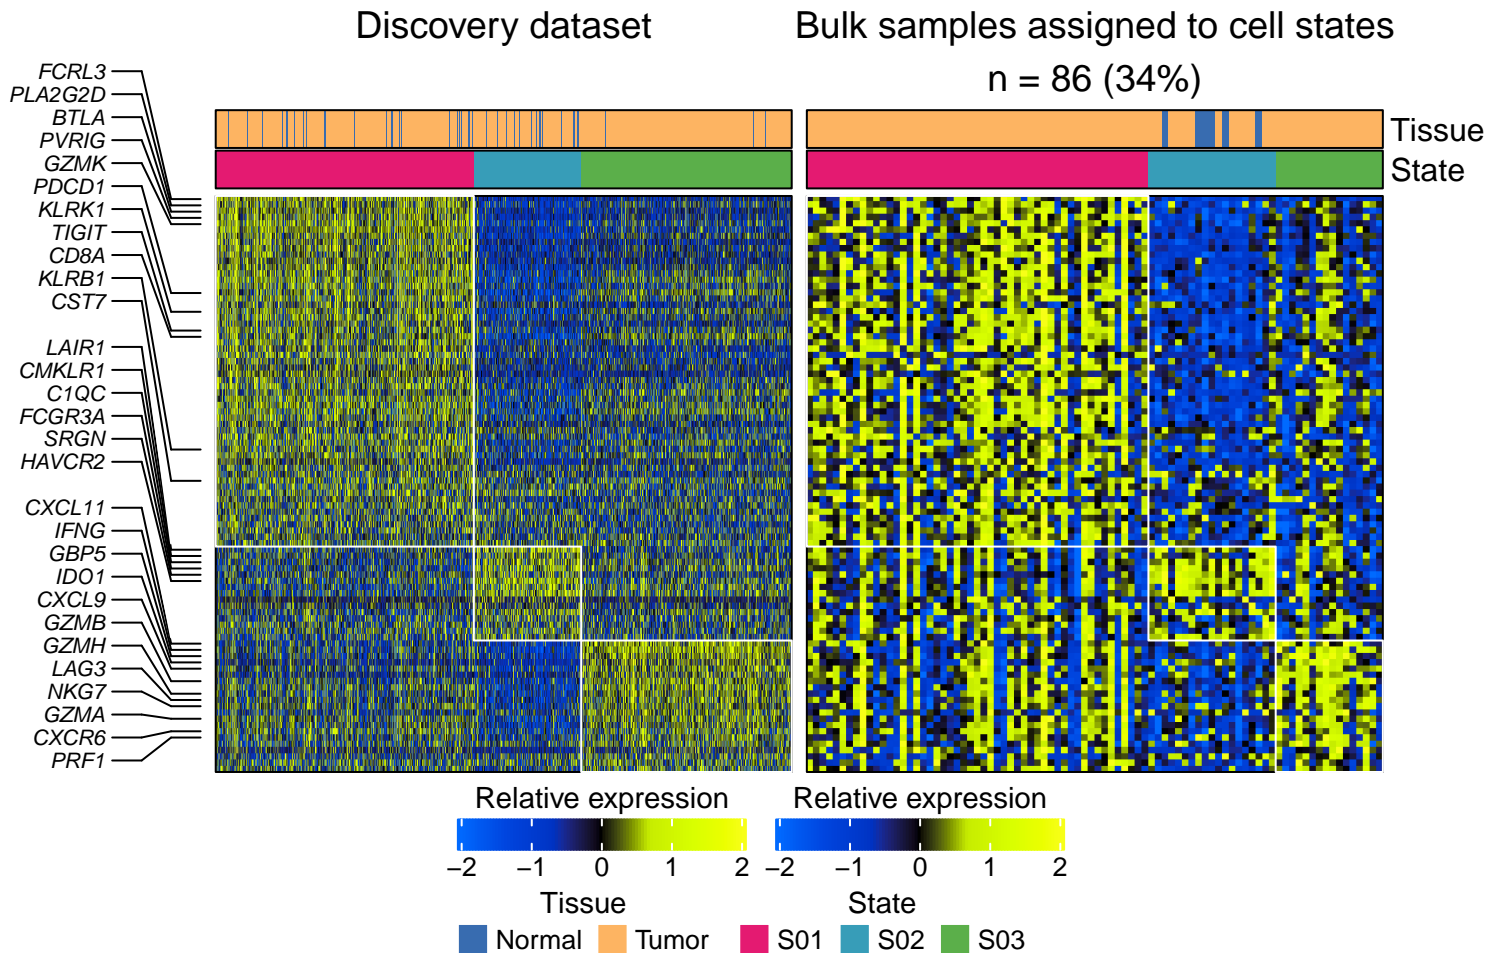 Discovery dataset
Bulk samples assigned to cell states
n = 86 (34%)
FCRL3
PLA2G2D
BTLA
PVRIG
GZMK
PDCD1
KLRK1
TIGIT
CD8A
KLRB1
CST7
LAIR1
CMKLR1
C1QC
FCGR3A
SRGN
HAVCR2
CXCL11
IFNG
GBP5
IDO1
CXCL9
GZMB
GZMH
LAG3
NKG7
GZMA
CXCR6
PRF1
Tissue
State
Relative expression
−2 −1 0 1 2
Relative expression
−2 −1 0 1 2
Tissue
Normal Tumor
State
S01 S02 S03